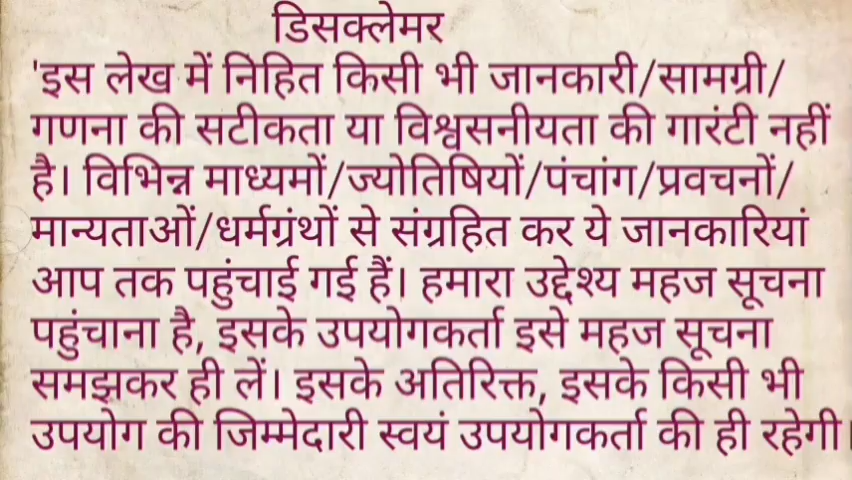 डिसक्लेमर
'इस लेख में निहित किसी भी जानकारी/सामग्री/
गणना की सटीकता या विश्वसनीयता की गारंटी नहीं
है। विभिन्न माध्यमों/ज्योतिषियों/पंचांग/प्रवचनों/
मान्यताओं/धर्मग्रंथों से संग्रहित कर ये जानकारियां
आप तक पहुंचाई गई हैं। हमारा उद्देश्य महज सूचना
पहुंचाना है, इसके उपयोगकर्ता इसे महज सूचना
समझकर ही लें। इसके अतिरिक्त, इसके किसी भी
उपयोग की जिम्मेदारी स्वयं उपयोगकर्ता की ही रहेगी।